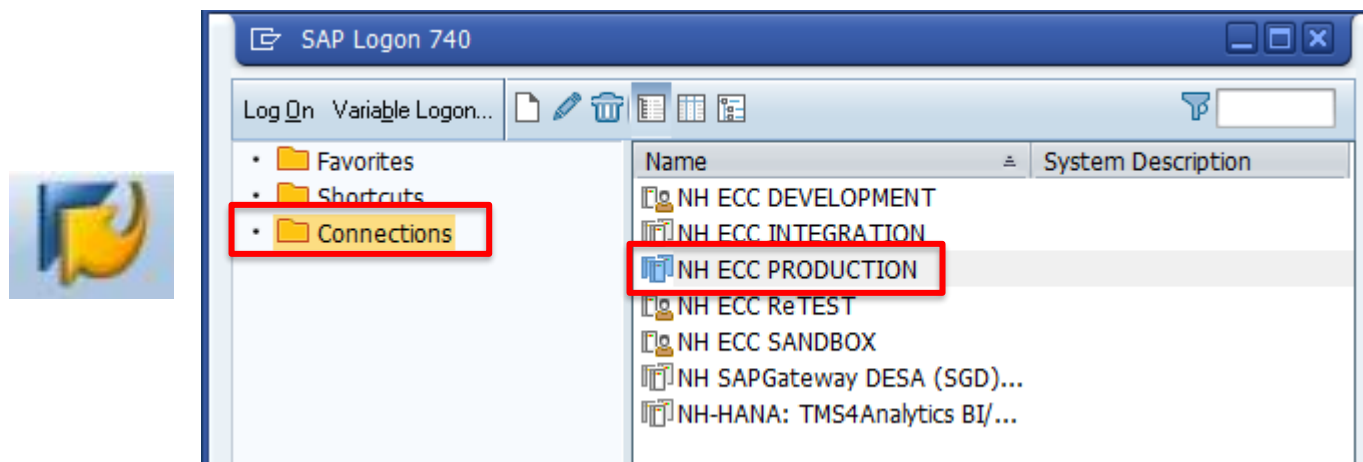 SAP Logon 740
Log On Variable Logon...
Favorites
Shortcuts
Connections
Name System Description
NH ECC DEVELOPMENT
NH ECC INTEGRATION
NH ECC PRODUCTION
NH ECC ReTEST
NH ECC SANDBOX
NH SAPGateway DESA (SGD)...
NH-HANA: TMS4Analytics BI/...